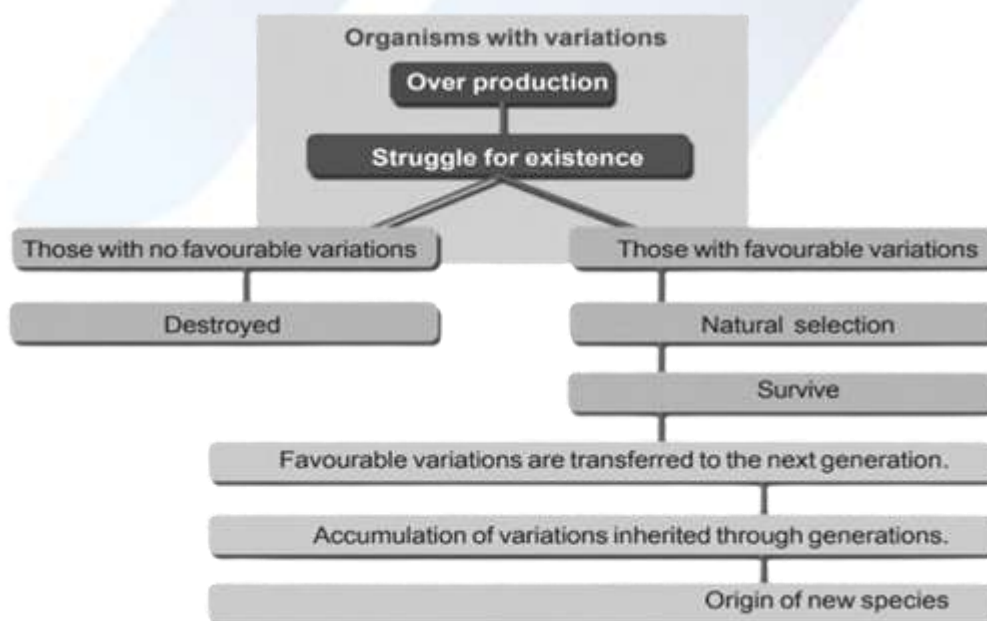 Organisms with variations
Over production
Struggle for existence
Those with no favourable variations
Those with favourable variations
Destroyed
Natural selection
Survive
Favourable variations are transferred to the next generation.
Accumulation of variations inherited through generations.
Origin of new species